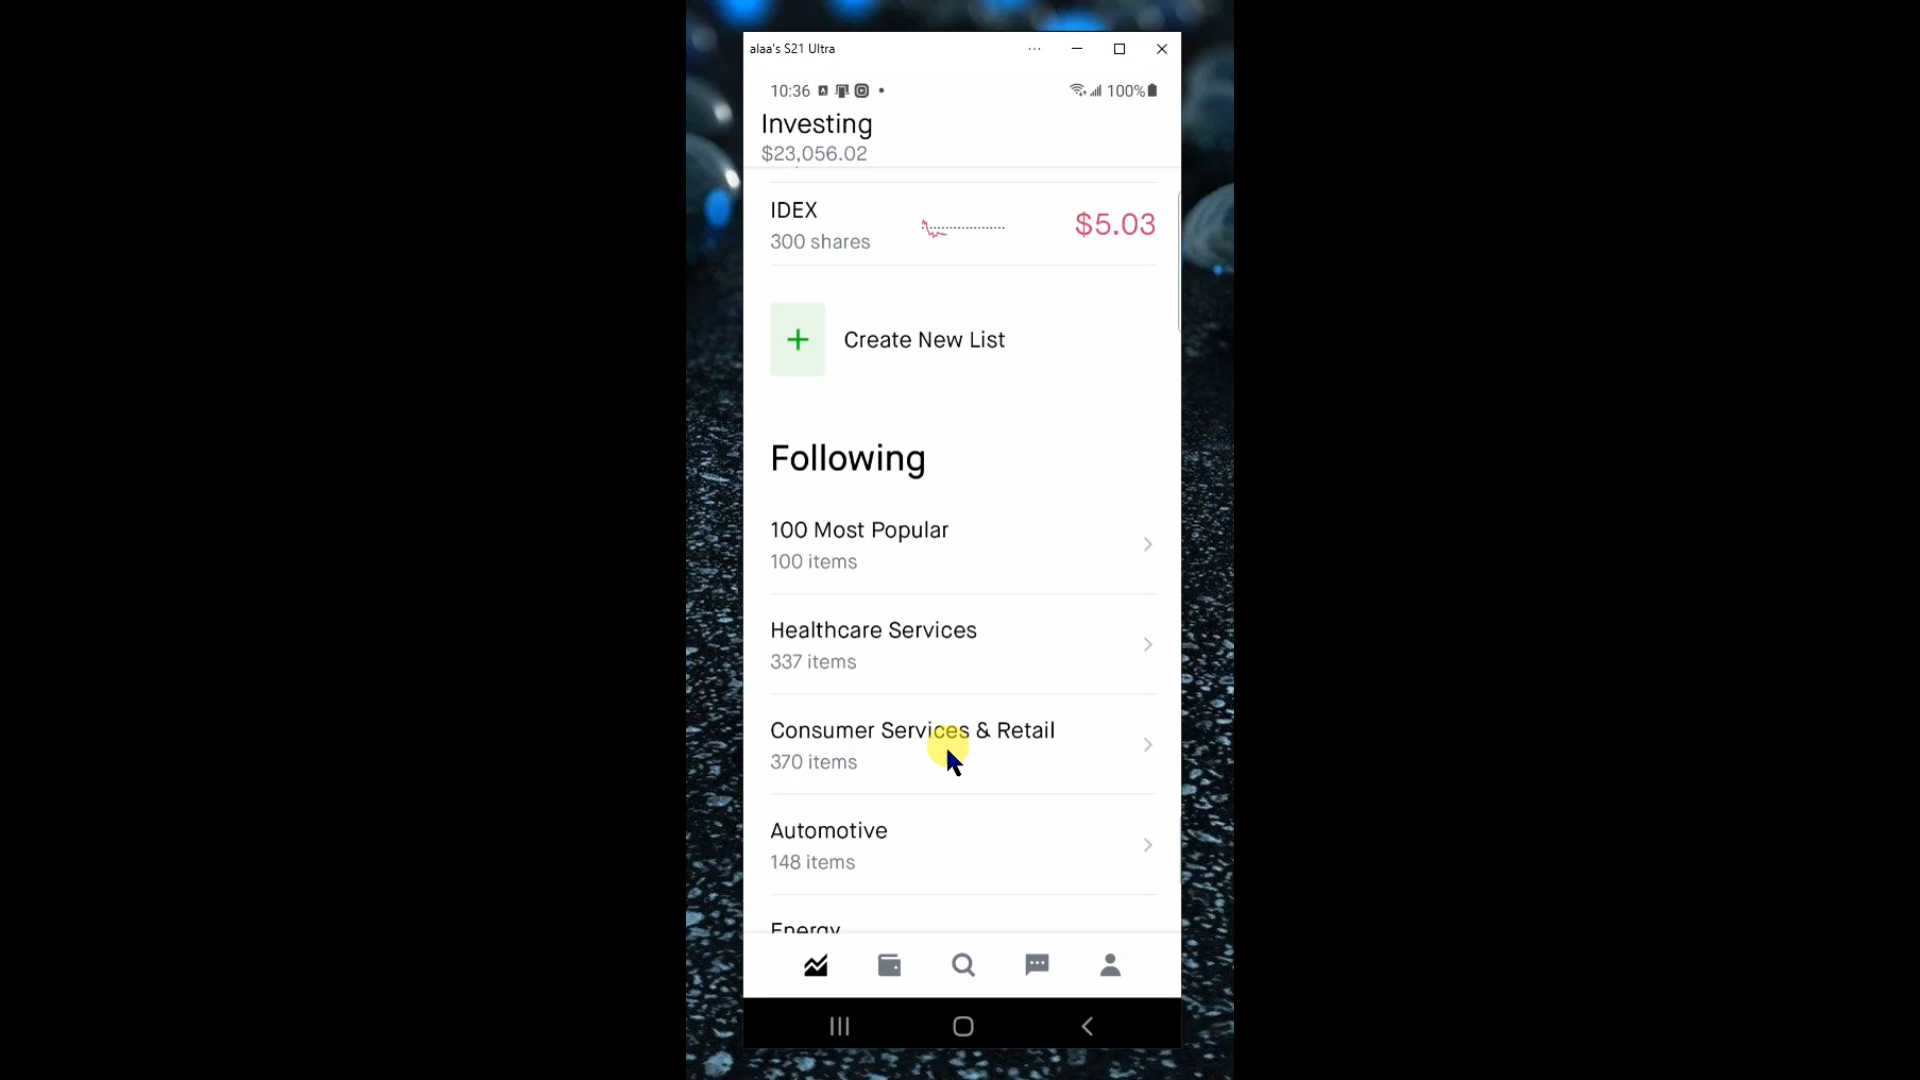 alaa's S21 Ultra
10:36
100%
Investing
$23,056.02
IDEX
300 shares
$5.03
Create New List
Following
100 Most Popular
100 items
Healthcare Services
337 items
Consumer Services & Retail
370 items
Automotive
148 items
Energy